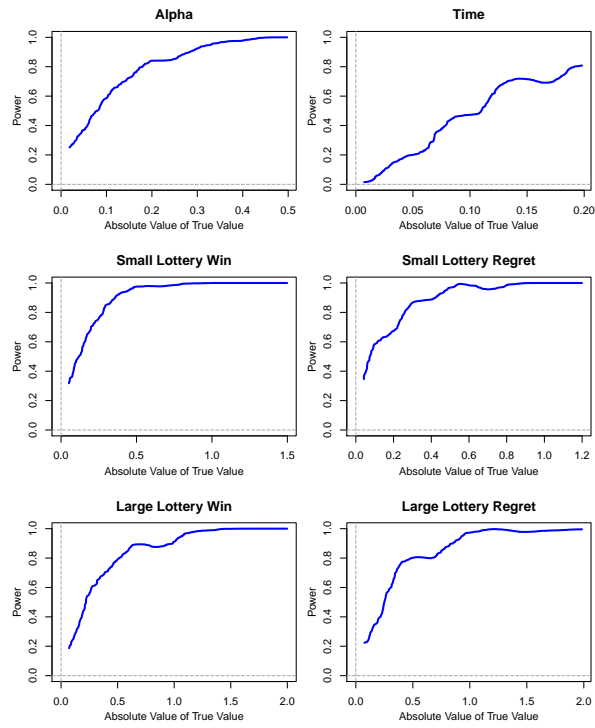 Alpha
Power
0.0 0.2 0.4 0.6 0.8 1.0
0.0 0.1 0.2 0.3 0.4 0.5
Absolute Value of True Value
Time
Power
0.0 0.2 0.4 0.6 0.8 1.0
0.00 0.05 0.10 0.15 0.20
Absolute Value of True Value
Small Lottery Win
Power
0.0 0.2 0.4 0.6 0.8 1.0
0.0 0.5 1.0 1.5
Absolute Value of True Value
Small Lottery Regret
Power
0.0 0.2 0.4 0.6 0.8 1.0
0.0 0.2 0.4 0.6 0.8 1.0 1.2
Absolute Value of True Value
Large Lottery Win
Power
0.0 0.2 0.4 0.6 0.8 1.0
0.0 0.5 1.0 1.5 2.0
Absolute Value of True Value
Large Lottery Regret
Power
0.0 0.2 0.4 0.6 0.8 1.0
0.0 0.5 1.0 1.5 2.0
Absolute Value of True Value